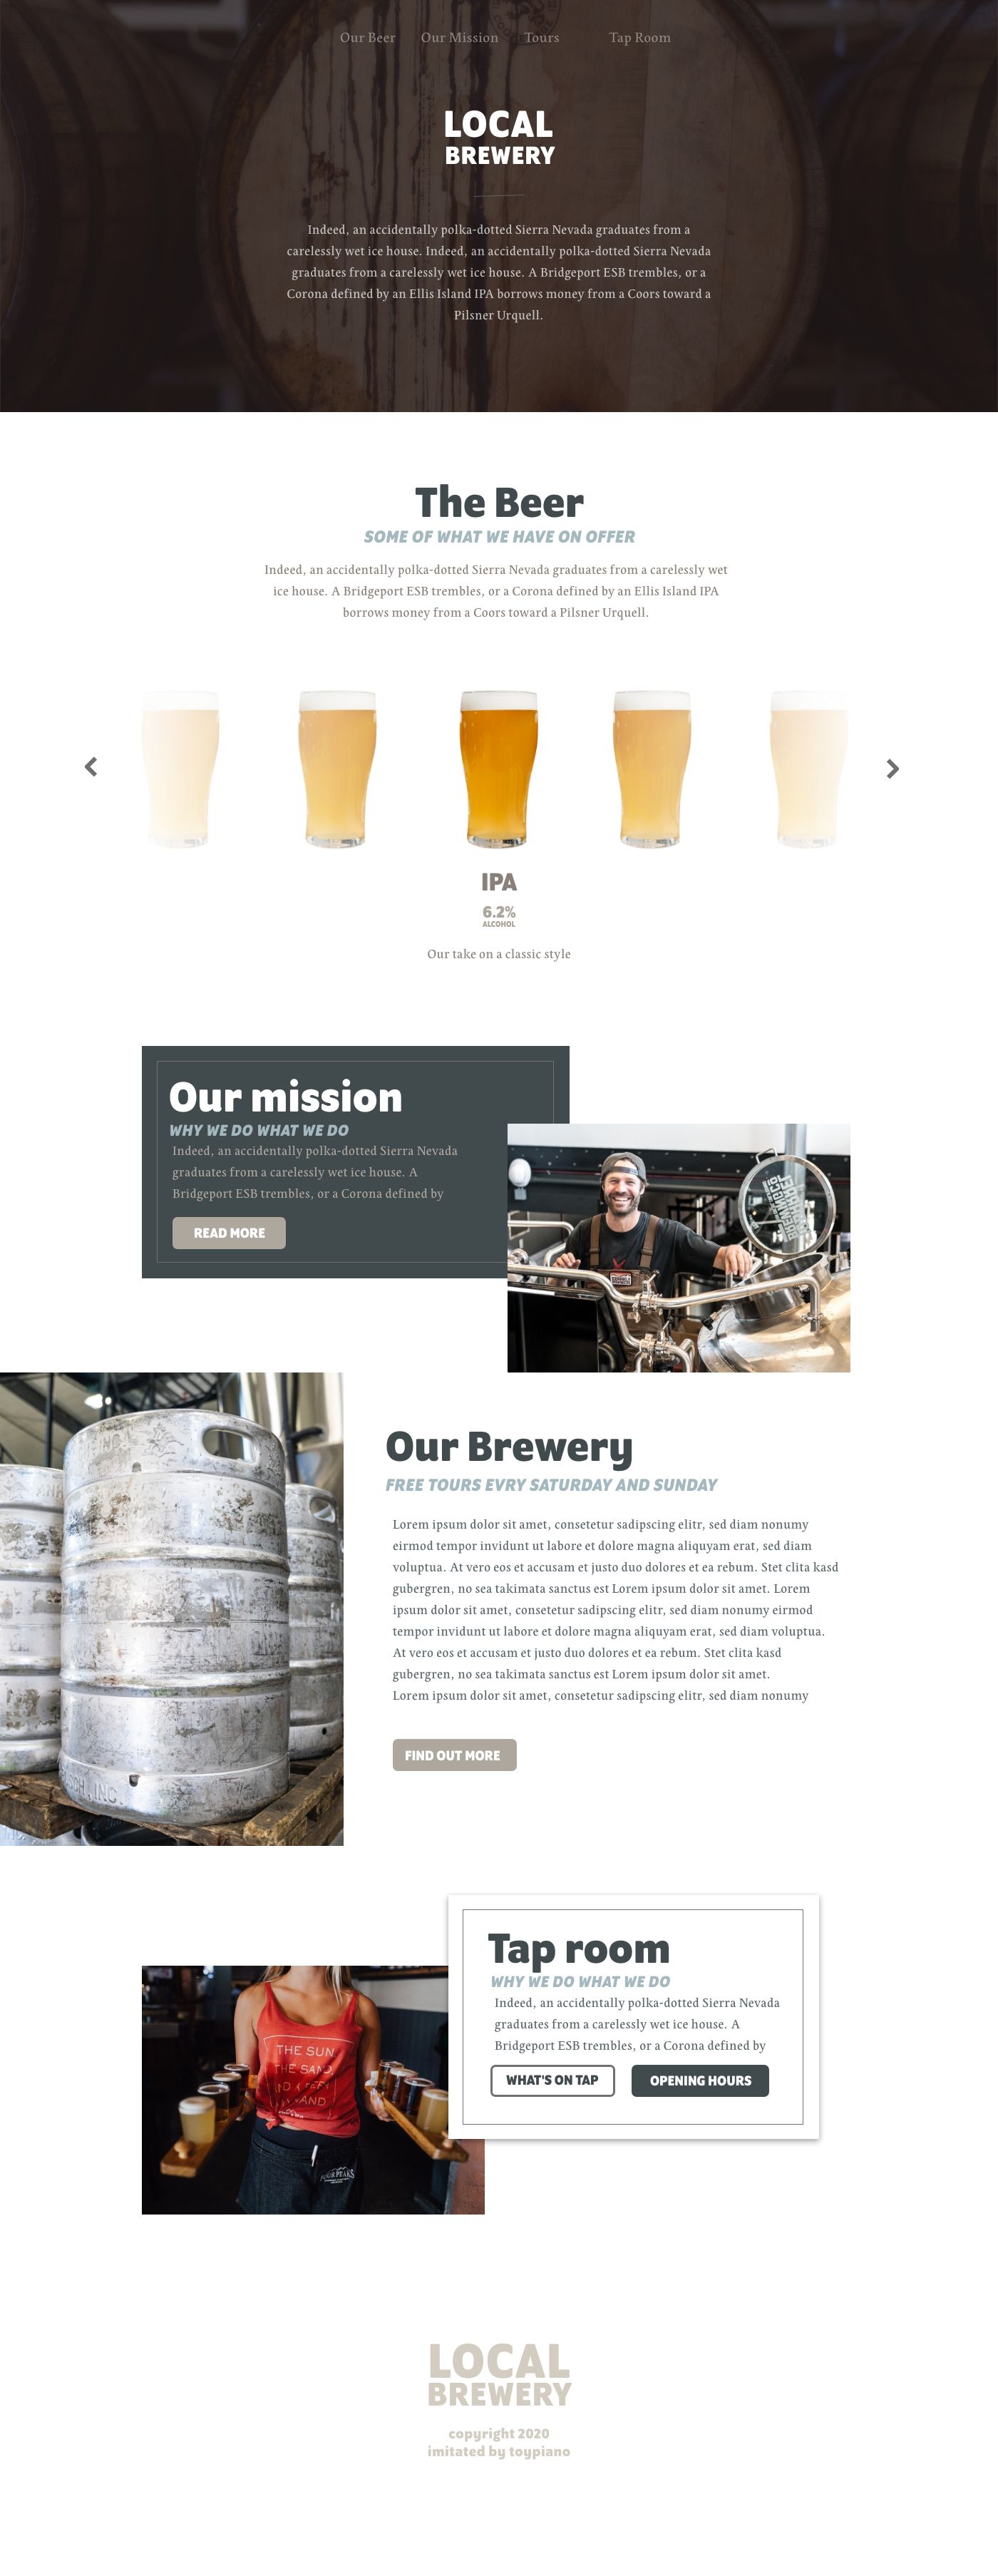 Our Beer Our Mission Tours Tap Room
LOCAL
BREWERY
Indeed, an accidentally polka-dotted Sierra Nevada graduates from a
carelessly wet ice house. Indeed, an accidentally polka-dotted Sierra Nevada
graduates from a carelessly wet ice house. A Bridgeport ESB trembles, or a
Corona defined by an Ellis Island IPA borrows money from a Coors toward a
Pilsner Urquell.
The Beer
SOME OF WHAT WE HAVE ON OFFER
Indeed, an accidentally polka-dotted Sierra Nevada graduates from a carelessly wet
ice house. A Bridgeport ESB trembles, or a Corona defined by an Ellis Island IPA
borrows money from a Coors toward a Pilsner Urquell.
IPA
6.2%
ALCOHOL
Our take on a classic style
Our mission
WHY WE DO WHAT WE DO
Indeed, an accidentally polka-dotted Sierra Nevada
graduates from a carelessly wet ice house. A
Bridgeport ESB trembles, or a Corona defined by
READ MORE
Our Brewery
FREE TOURS EVRY SATURDAY AND SUNDAY
Lorem ipsum dolor sit amet, consetetur sadipscing elitr, sed diam nonumy
eirmod tempor invidunt ut labore et dolore magna aliquyam erat, sed diam
voluptua. At vero eos et accusam et justo duo dolores et ea rebum. Stet clita kasd
gubergren, no sea takimata sanctus est Lorem ipsum dolor sit amet. Lorem
ipsum dolor sit amet, consetetur sadipscing elitr, sed diam nonumy eirmod
tempor invidunt ut labore et dolore magna aliquyam erat, sed diam voluptua.
At vero eos et accusam et justo duo dolores et ea rebum. Stet clita kasd
gubergren, no sea takimata sanctus est Lorem ipsum dolor sit amet.
Lorem ipsum dolor sit amet, consetetur sadipscing elitr, sed diam nonumy
FIND OUT MORE
Tap room
WHY WE DO WHAT WE DO
Indeed, an accidentally polka-dotted Sierra Nevada
graduates from a carelessly wet ice house. A
Bridgeport ESB trembles, or a Corona defined by
WHAT'S ON TAP OPENING HOURS
THE SUN
THE SAND
FOUR PEAKS
LOCAL
BREWERY
copyright 2020
imitated by toypiano